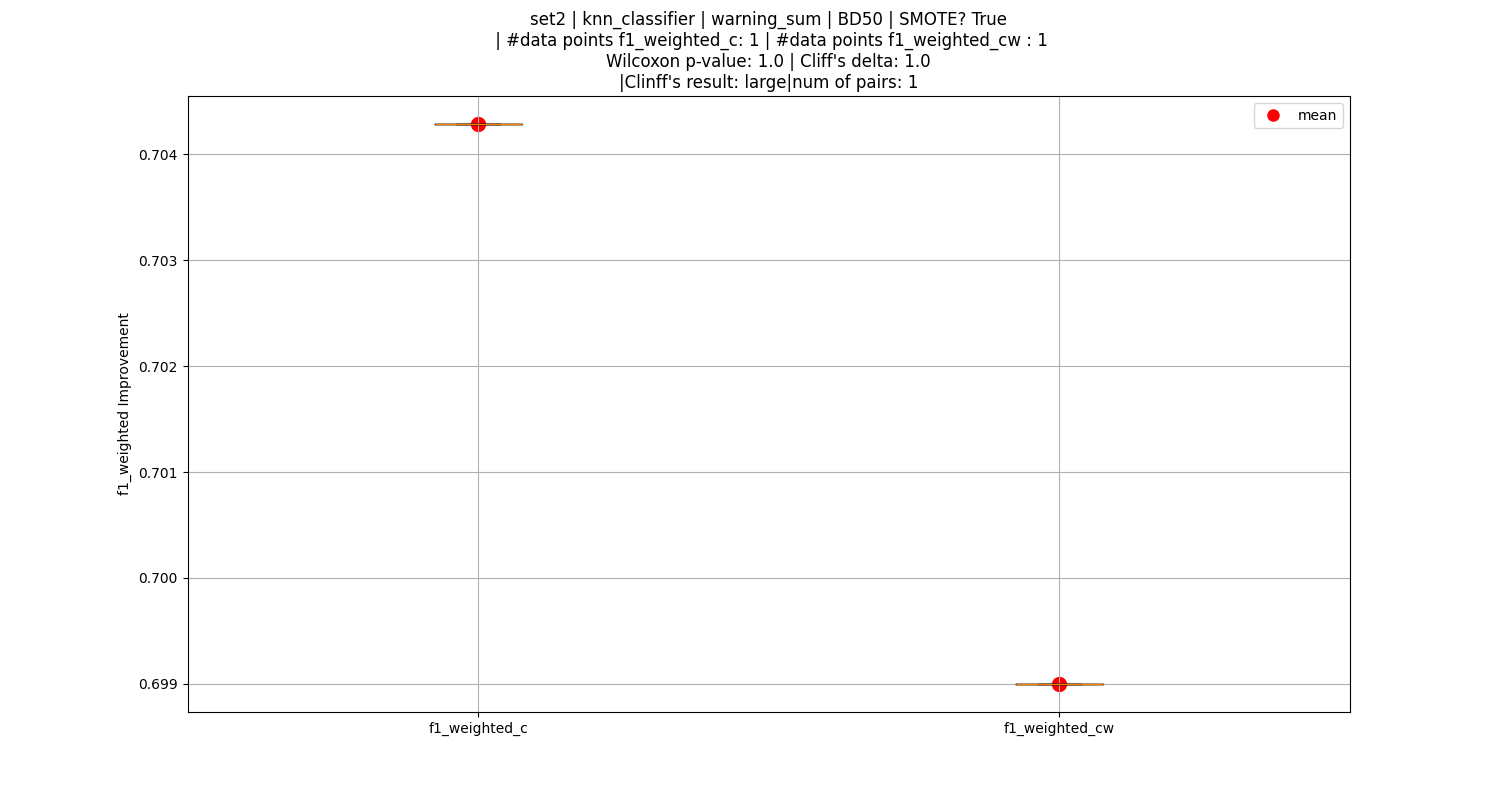 set2 | knn_classifier | warning_sum | BD50 | SMOTE? True
| #data points f1_weighted_c: 1 | #data points f1_weighted_cw : 1
Wilcoxon p-value: 1.0 | Cliff's delta: 1.0
|Clinff's result: large|num of pairs: 1
mean
0.704
0.703
0.702
0.701
0.700
0.699
f1_weighted Improvement
f1_weighted_c
f1_weighted_cw